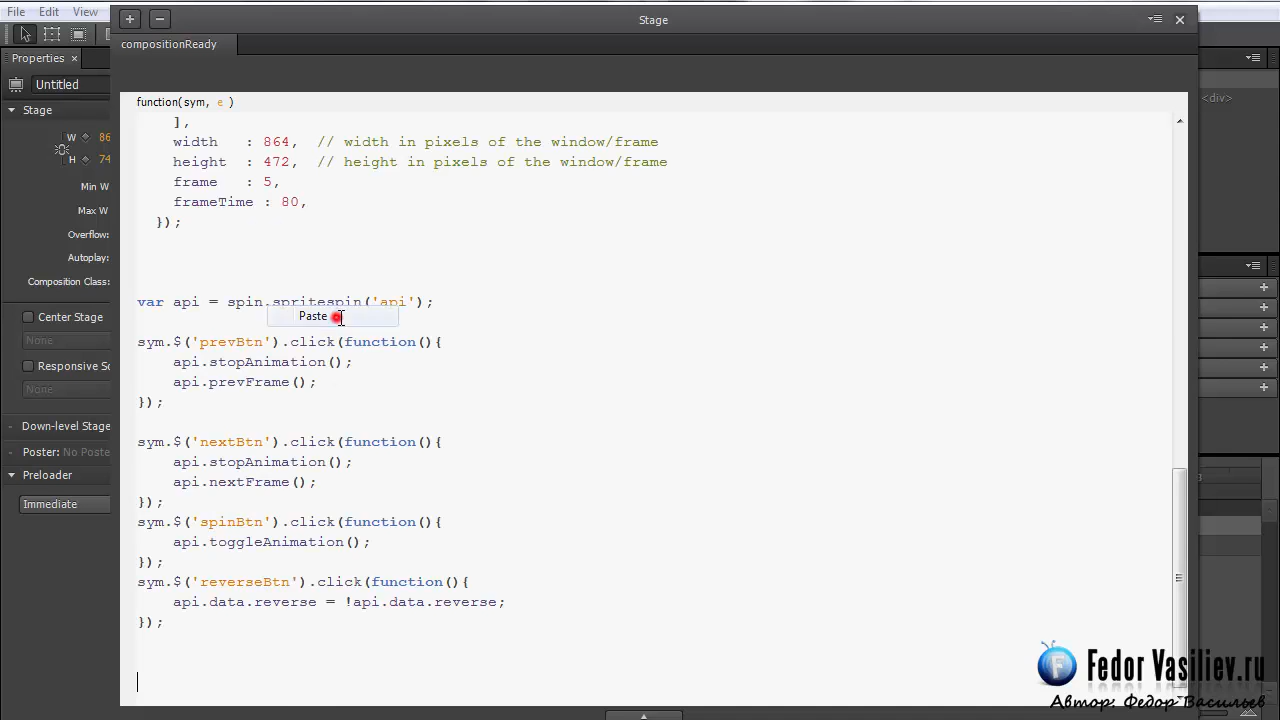 File Edit View
Stage
compositionReady
Properties ×
Untitled
Stage
<div>
W 86
H 74
Min W
Max W
Overflow:
Autoplay:
Composition Class:
Center Stage
None
Responsive Sc
None
Down-level Stage
Poster: No Poste
Preloader
Immediate
function(sym, e )
],
width : 864, // width in pixels of the window/frame
height : 472, // height in pixels of the window/frame
frame : 5,
frameTime : 80,
});
var api = spin.spritespin('api');
Paste
sym.$('prevBtn').click(function(){
api.stopAnimation();
api.prevFrame();
});
sym.$('nextBtn').click(function(){
api.stopAnimation();
api.nextFrame();
});
sym.$('spinBtn').click(function(){
api.toggleAnimation();
});
sym.$('reverseBtn').click(function(){
api.data.reverse = !api.data.reverse;
});
Fedor Vasiliev.ru
Автор: Федор Васильев